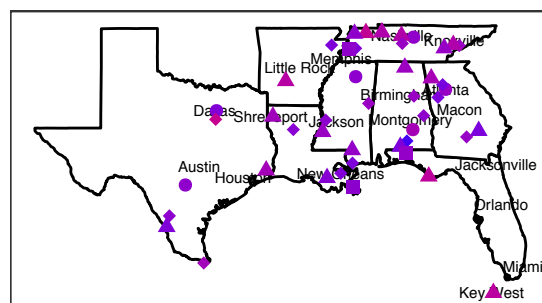 Nashville
Knoxville
Memphis
Little Rock
Atlanta
Birmingham
Dallas
Shreveport
Macon
Jackson
Montgomery
Jacksonville
Austin
Houston
New Orleans
Orlando
Miami
Key West